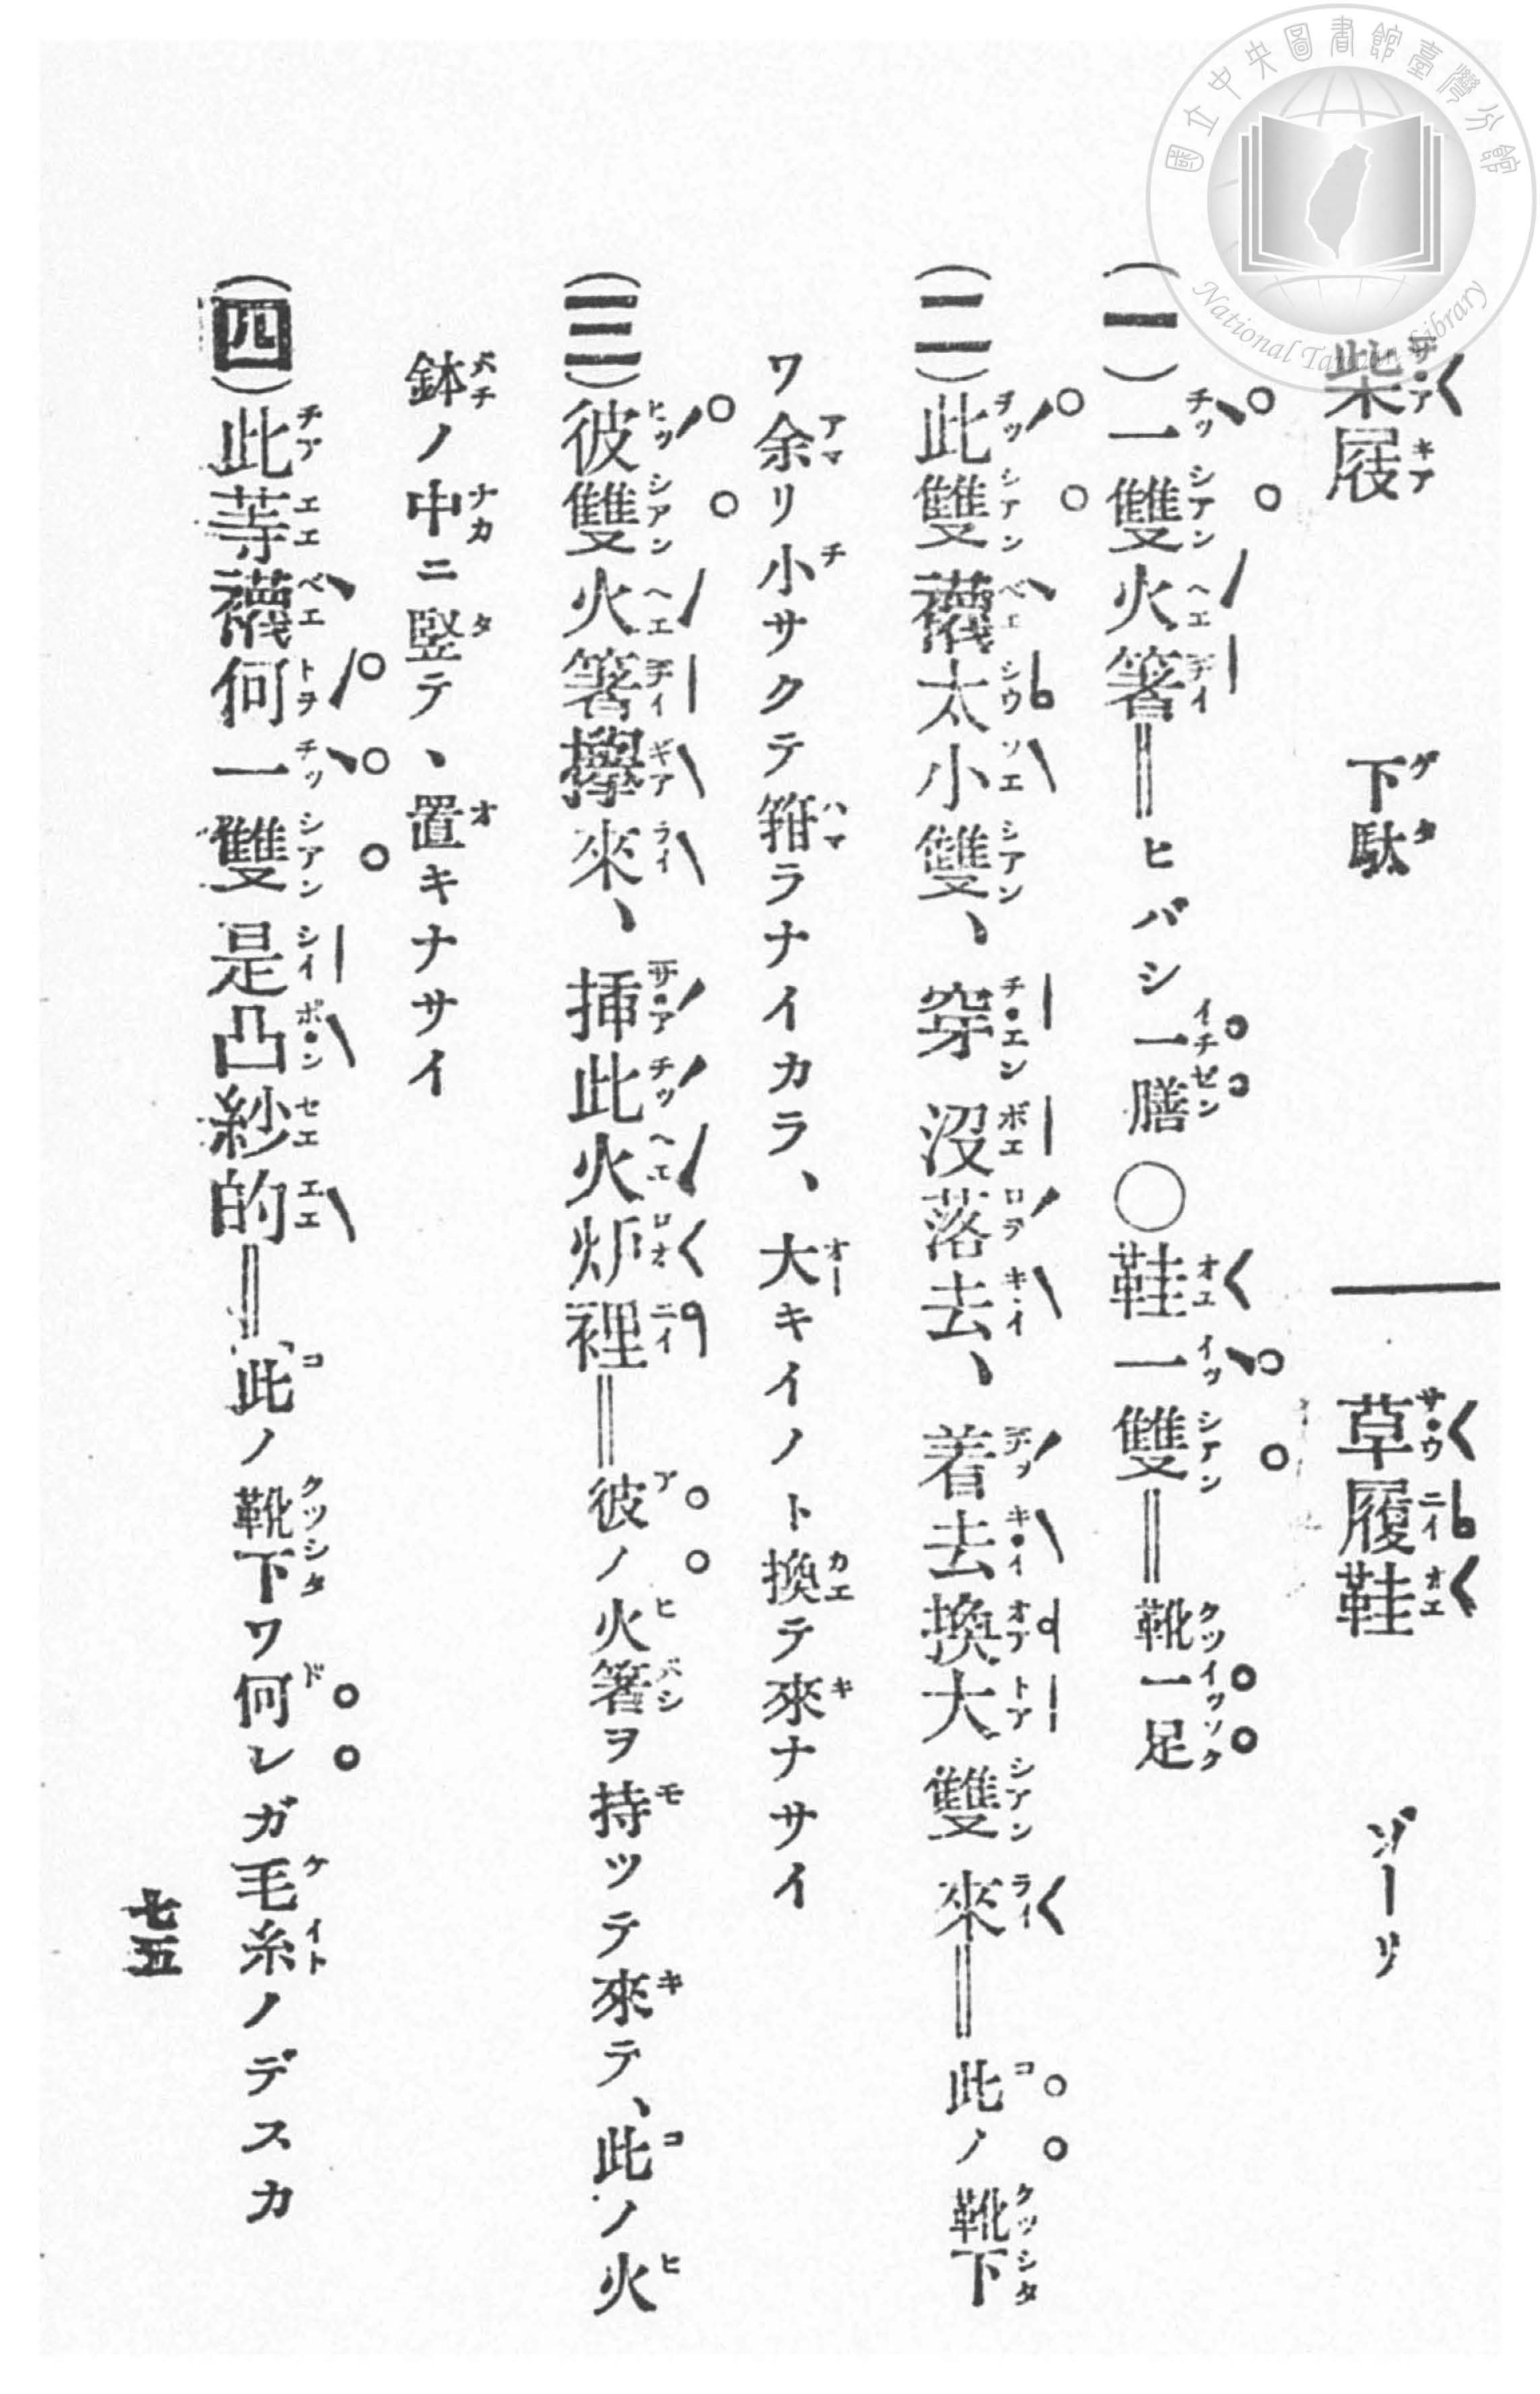 柴屐 下駄 ― 草履鞋 ゾーリ
(一)一雙火箸=ヒバシ一膳○鞋一雙=靴一足
(二)此雙襪太小雙、穿沒落去、着去換大雙來=此ノ靴下
ワ余リ小サクテ箝ラナイカラ、大キイノト換テ來ナサイ
(三)彼雙火箸攑來、挿此火炉裡=彼ノ火箸ヲ持ツテ來テ、此ノ火
鉢ノ中ニ竪テ、置キナサイ
(四)此等襪何一雙是凸紗的=此ノ靴下ワ何レガ毛糸ノデスカ
七五
國立中央圖書館臺灣分館
National Taiwan Library